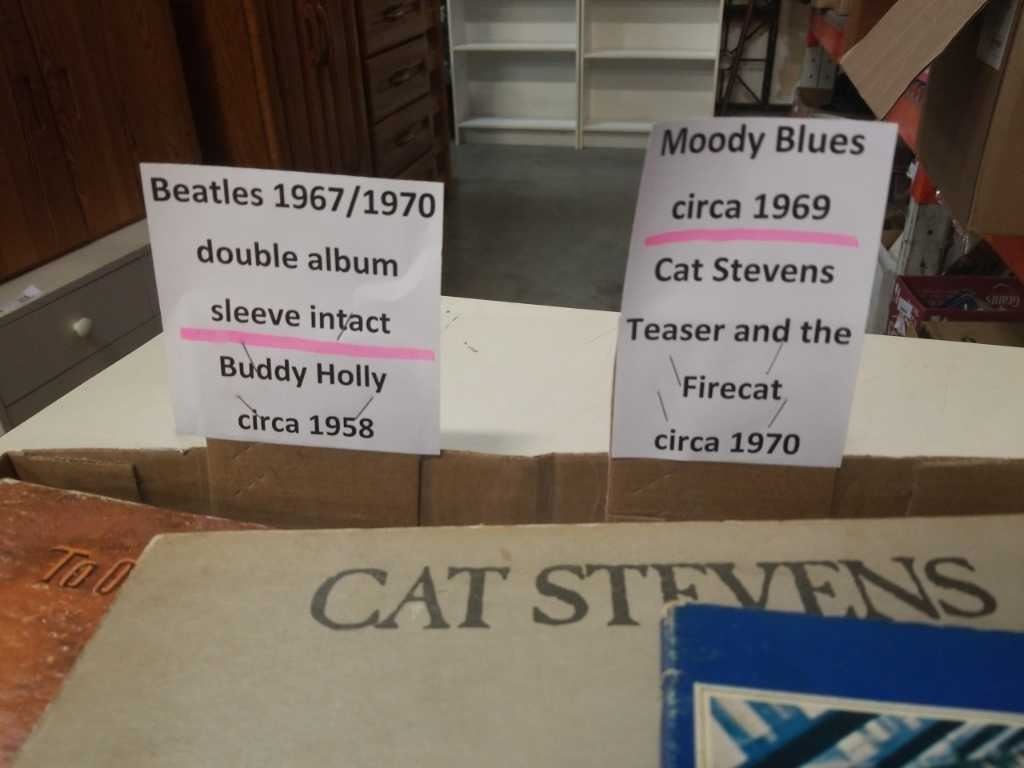 Beatles 1967/1970
double album
sleeve intact
Buddy Holly
circa 1958
Moody Blues
circa 1969
Cat Stevens
Teaser and the
Firecat
circa 1970
To O
CAT STEVENS